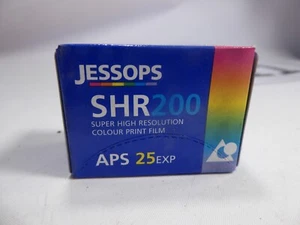 JESSOPS
SHR200
SUPER HIGH RESOLUTION
COLOUR PRINT FILM
APS 25EXP